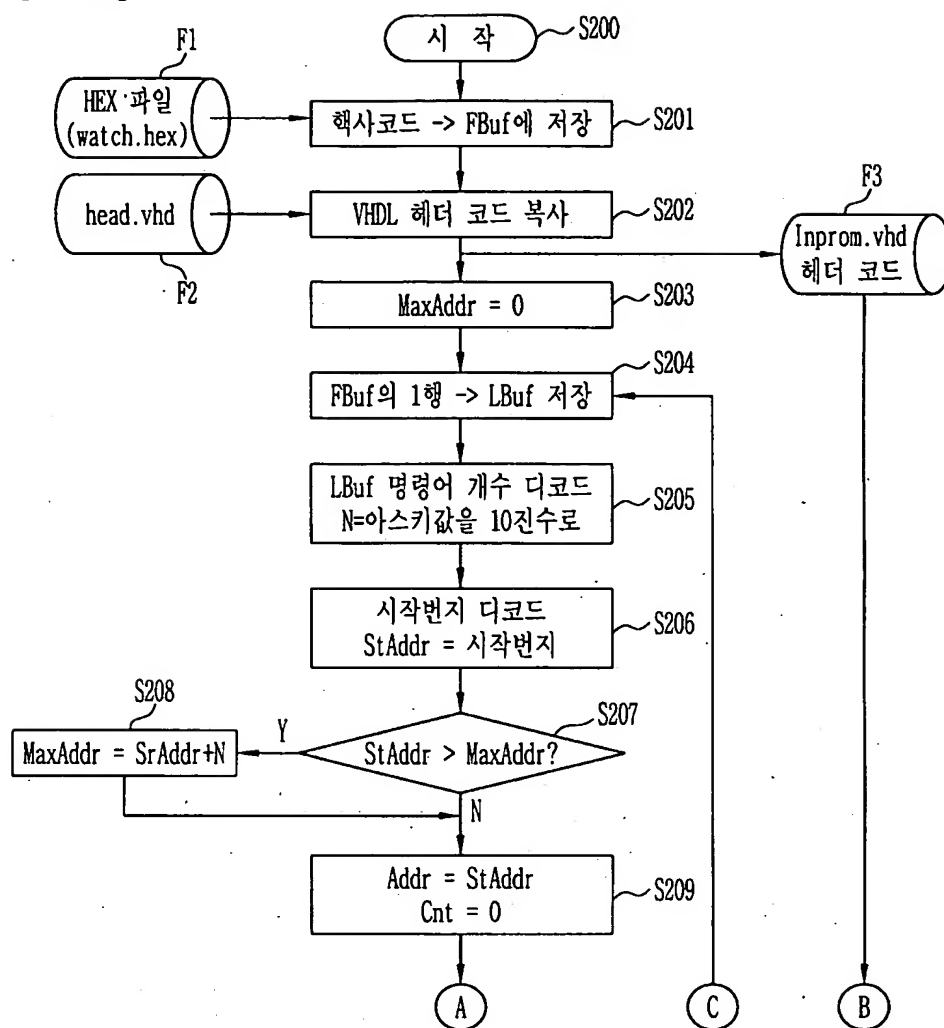 시 작
S200
F1
HEX 파일
(watch.hex)
핵사코드 -> FBuf에 저장
S201
head.vhd
F2
VHDL 헤더 코드 복사
S202
F3
Inprom.vhd
헤더 코드
MaxAddr = 0
S203
FBuf의 1행 -> LBuf 저장
S204
LBuf 명령어 개수 디코드
N=아스키값을 10진수로
S205
시작번지 디코드
StAddr = 시작번지
S206
S208
MaxAddr = SrAddr+N
Y
StAddr > MaxAddr?
S207
N
Addr = StAddr
Cnt = 0
S209
A
C
B